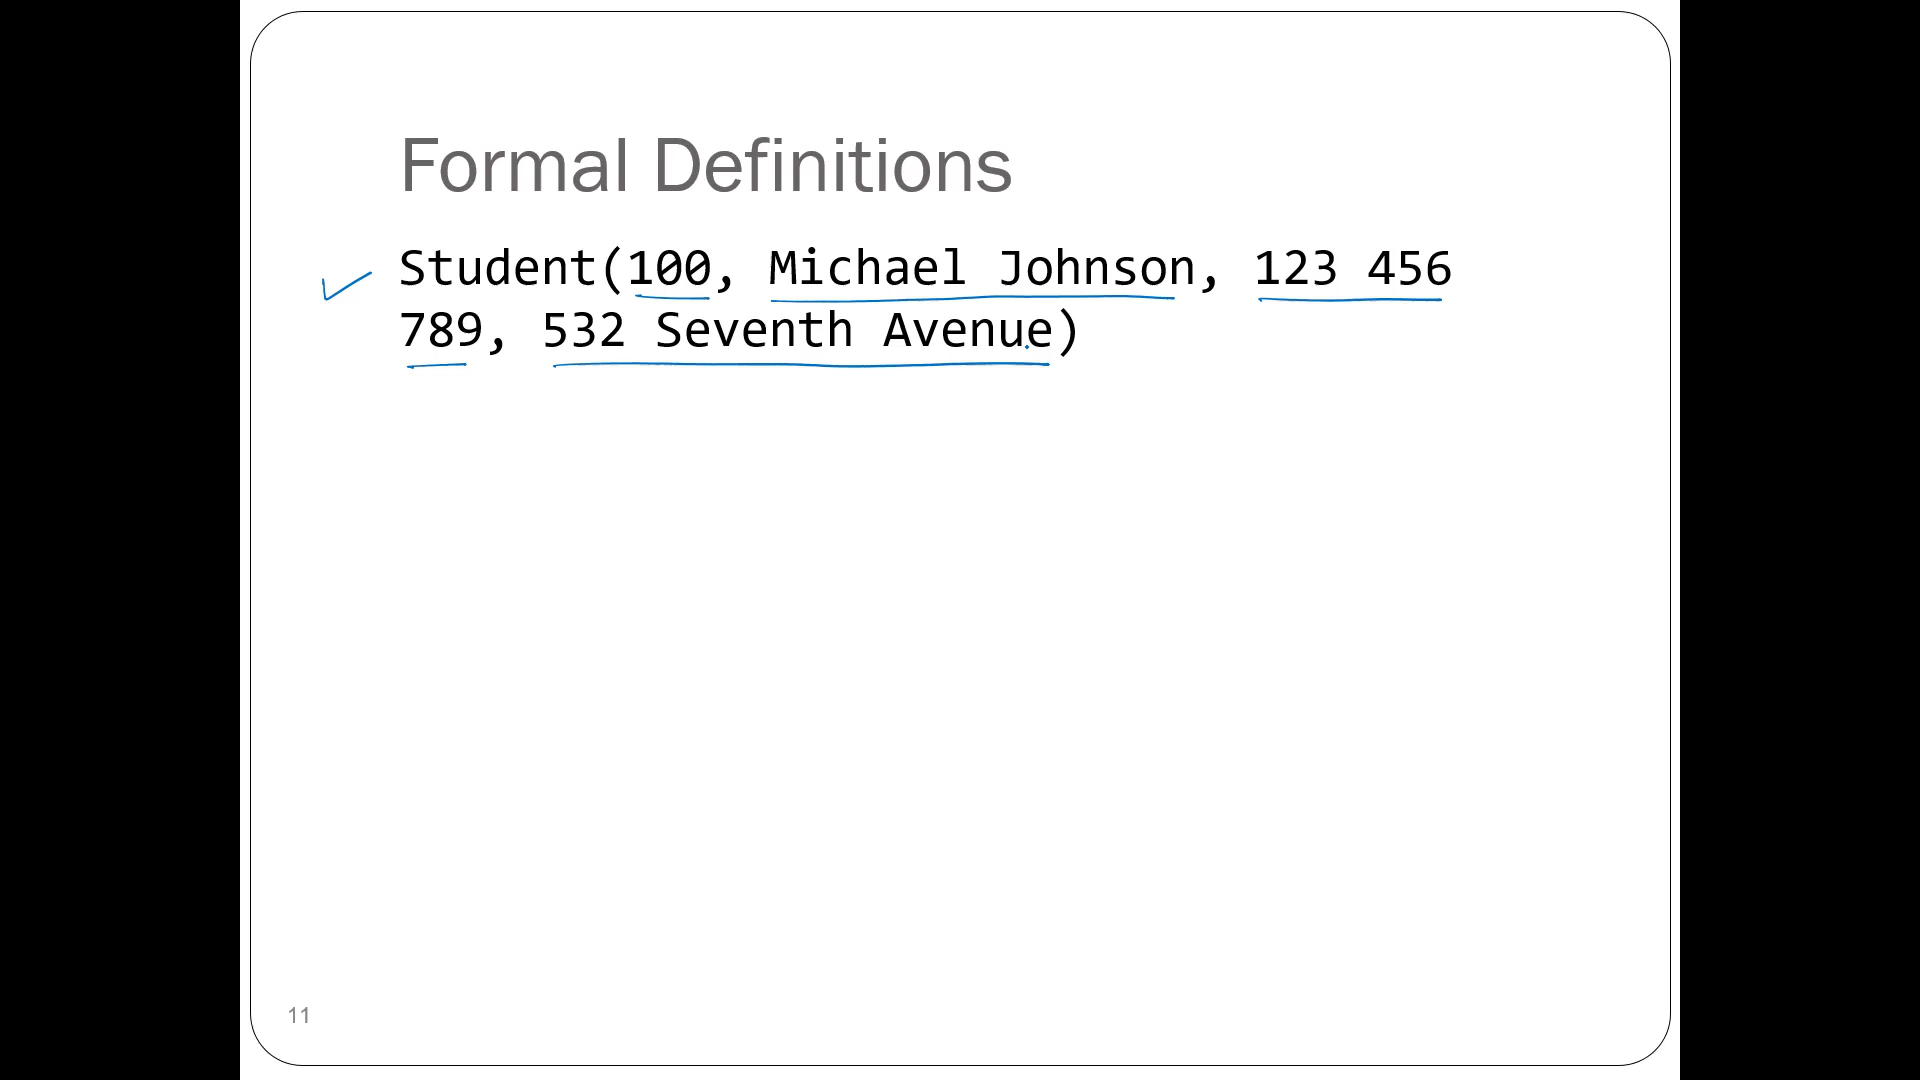 Formal Definitions
Student(100, Michael Johnson, 123 456
789, 532 Seventh Avenue)
11